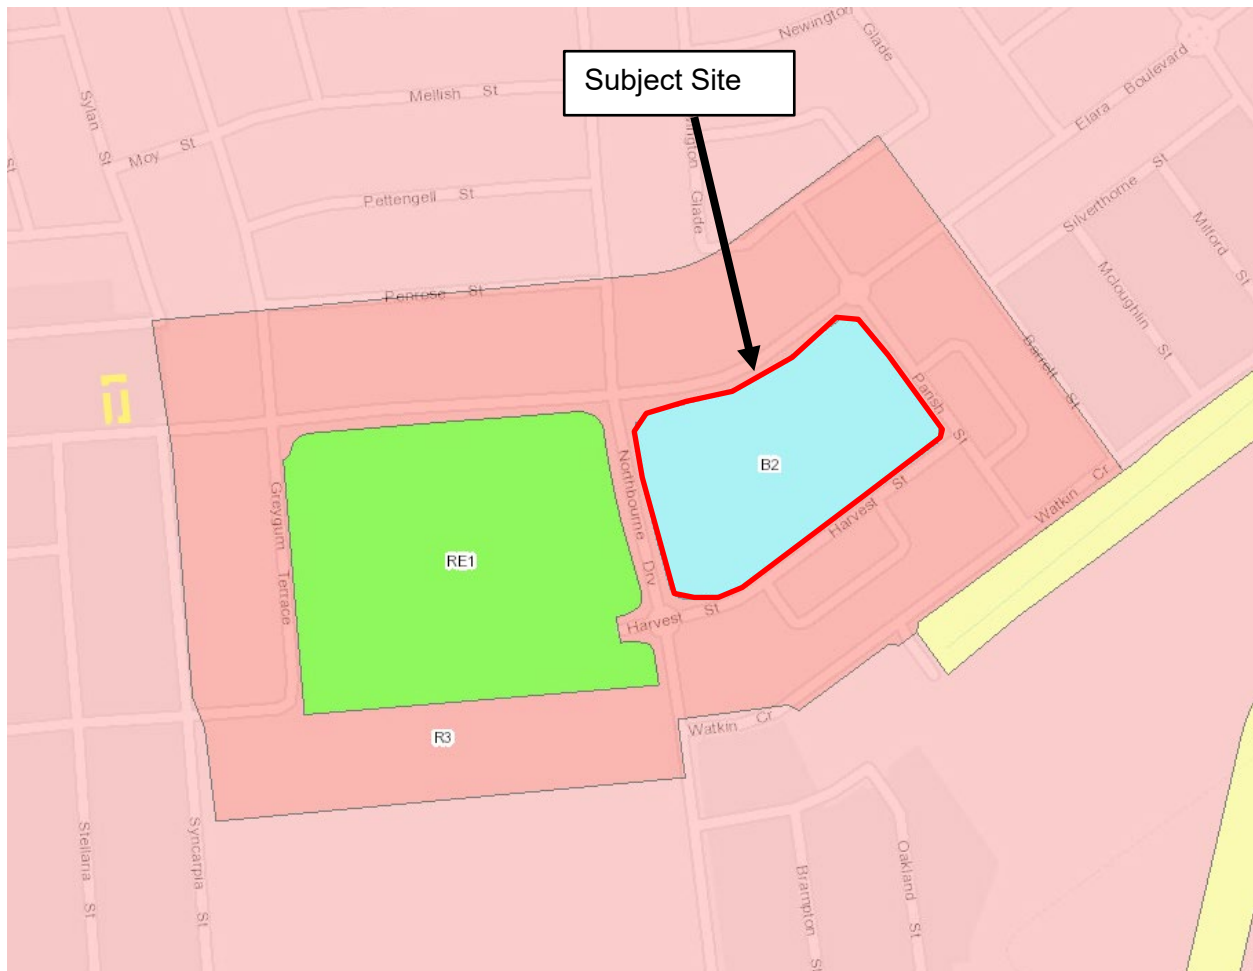 Newington
Glade
Subject Site
Elara Boulevard
Mellish St
Sylan St
Moy St
Silverthorne St
Pettengell St
Glade
Milford St
Mcloughlin St
Penrose St
Barrett St
Parish St
B2
Northbourne Drv
Harvest St
Watkin Cr
Greygum Terrace
RE1
Harvest St
R3
Watkin Cr
Stellaria St
Syncarpia St
Brampton St
Oakland St